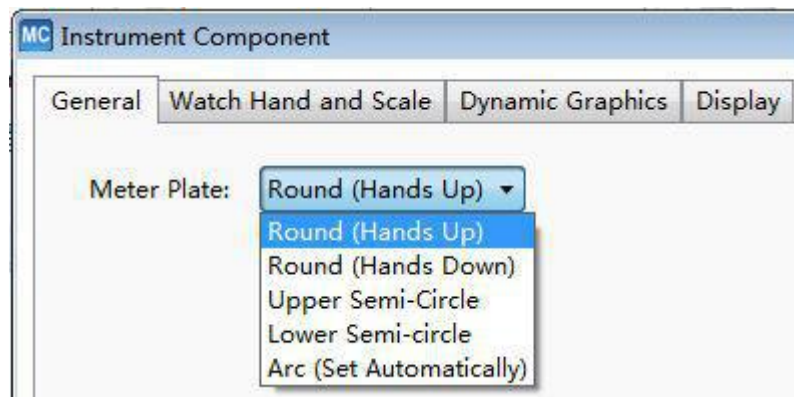 MC Instrument Component
General Watch Hand and Scale Dynamic Graphics Display
Meter Plate: Round (Hands Up)
Round (Hands Up)
Round (Hands Down)
Upper Semi-Circle
Lower Semi-circle
Arc (Set Automatically)